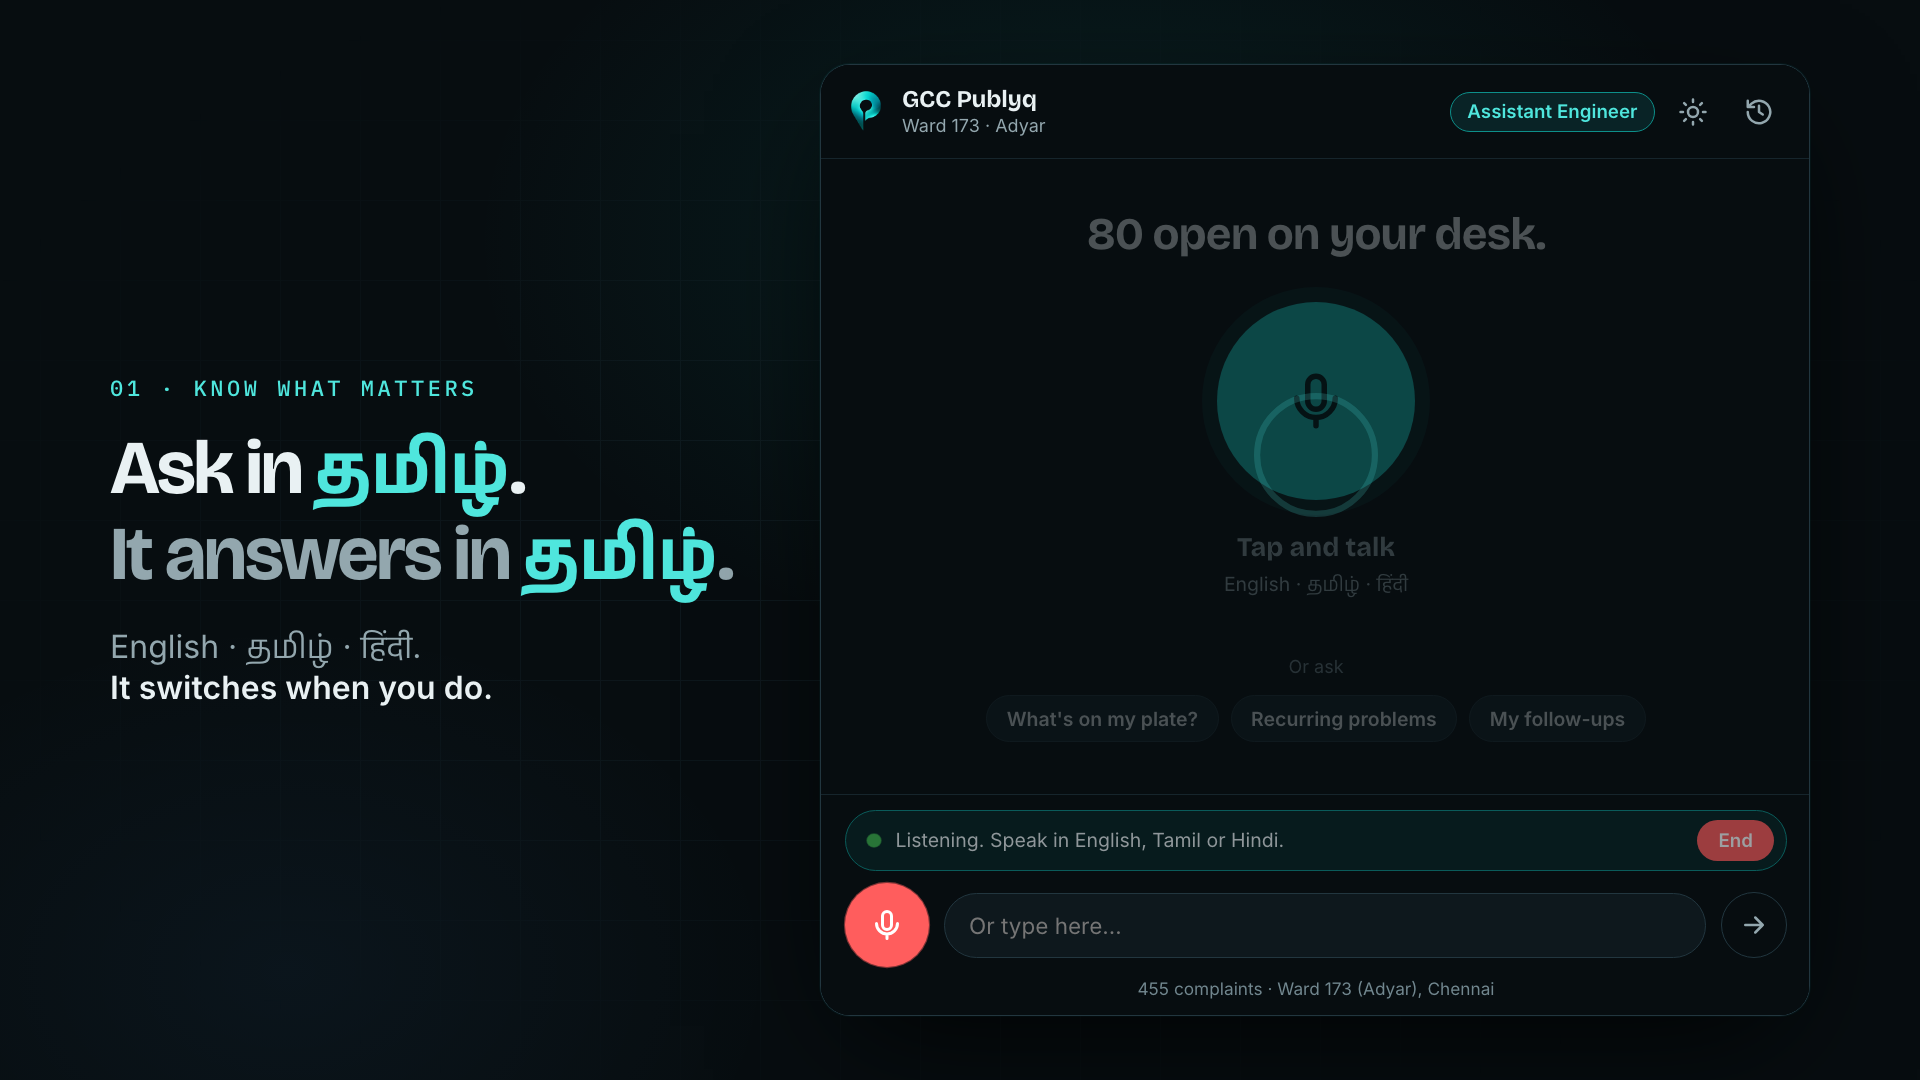 01 · KNOW WHAT MATTERS
Ask in தமிழ்.
It answers in தமிழ்.
English · தமிழ் · हिंदी.
It switches when you do.
GCC Publyq
Ward 173 · Adyar
Assistant Engineer
80 open on your desk.
Tap and talk
English · தமிழ் · हिंदी
Or ask
What's on my plate?
Recurring problems
My follow-ups
Listening. Speak in English, Tamil or Hindi.
End
Or type here...
455 complaints · Ward 173 (Adyar), Chennai